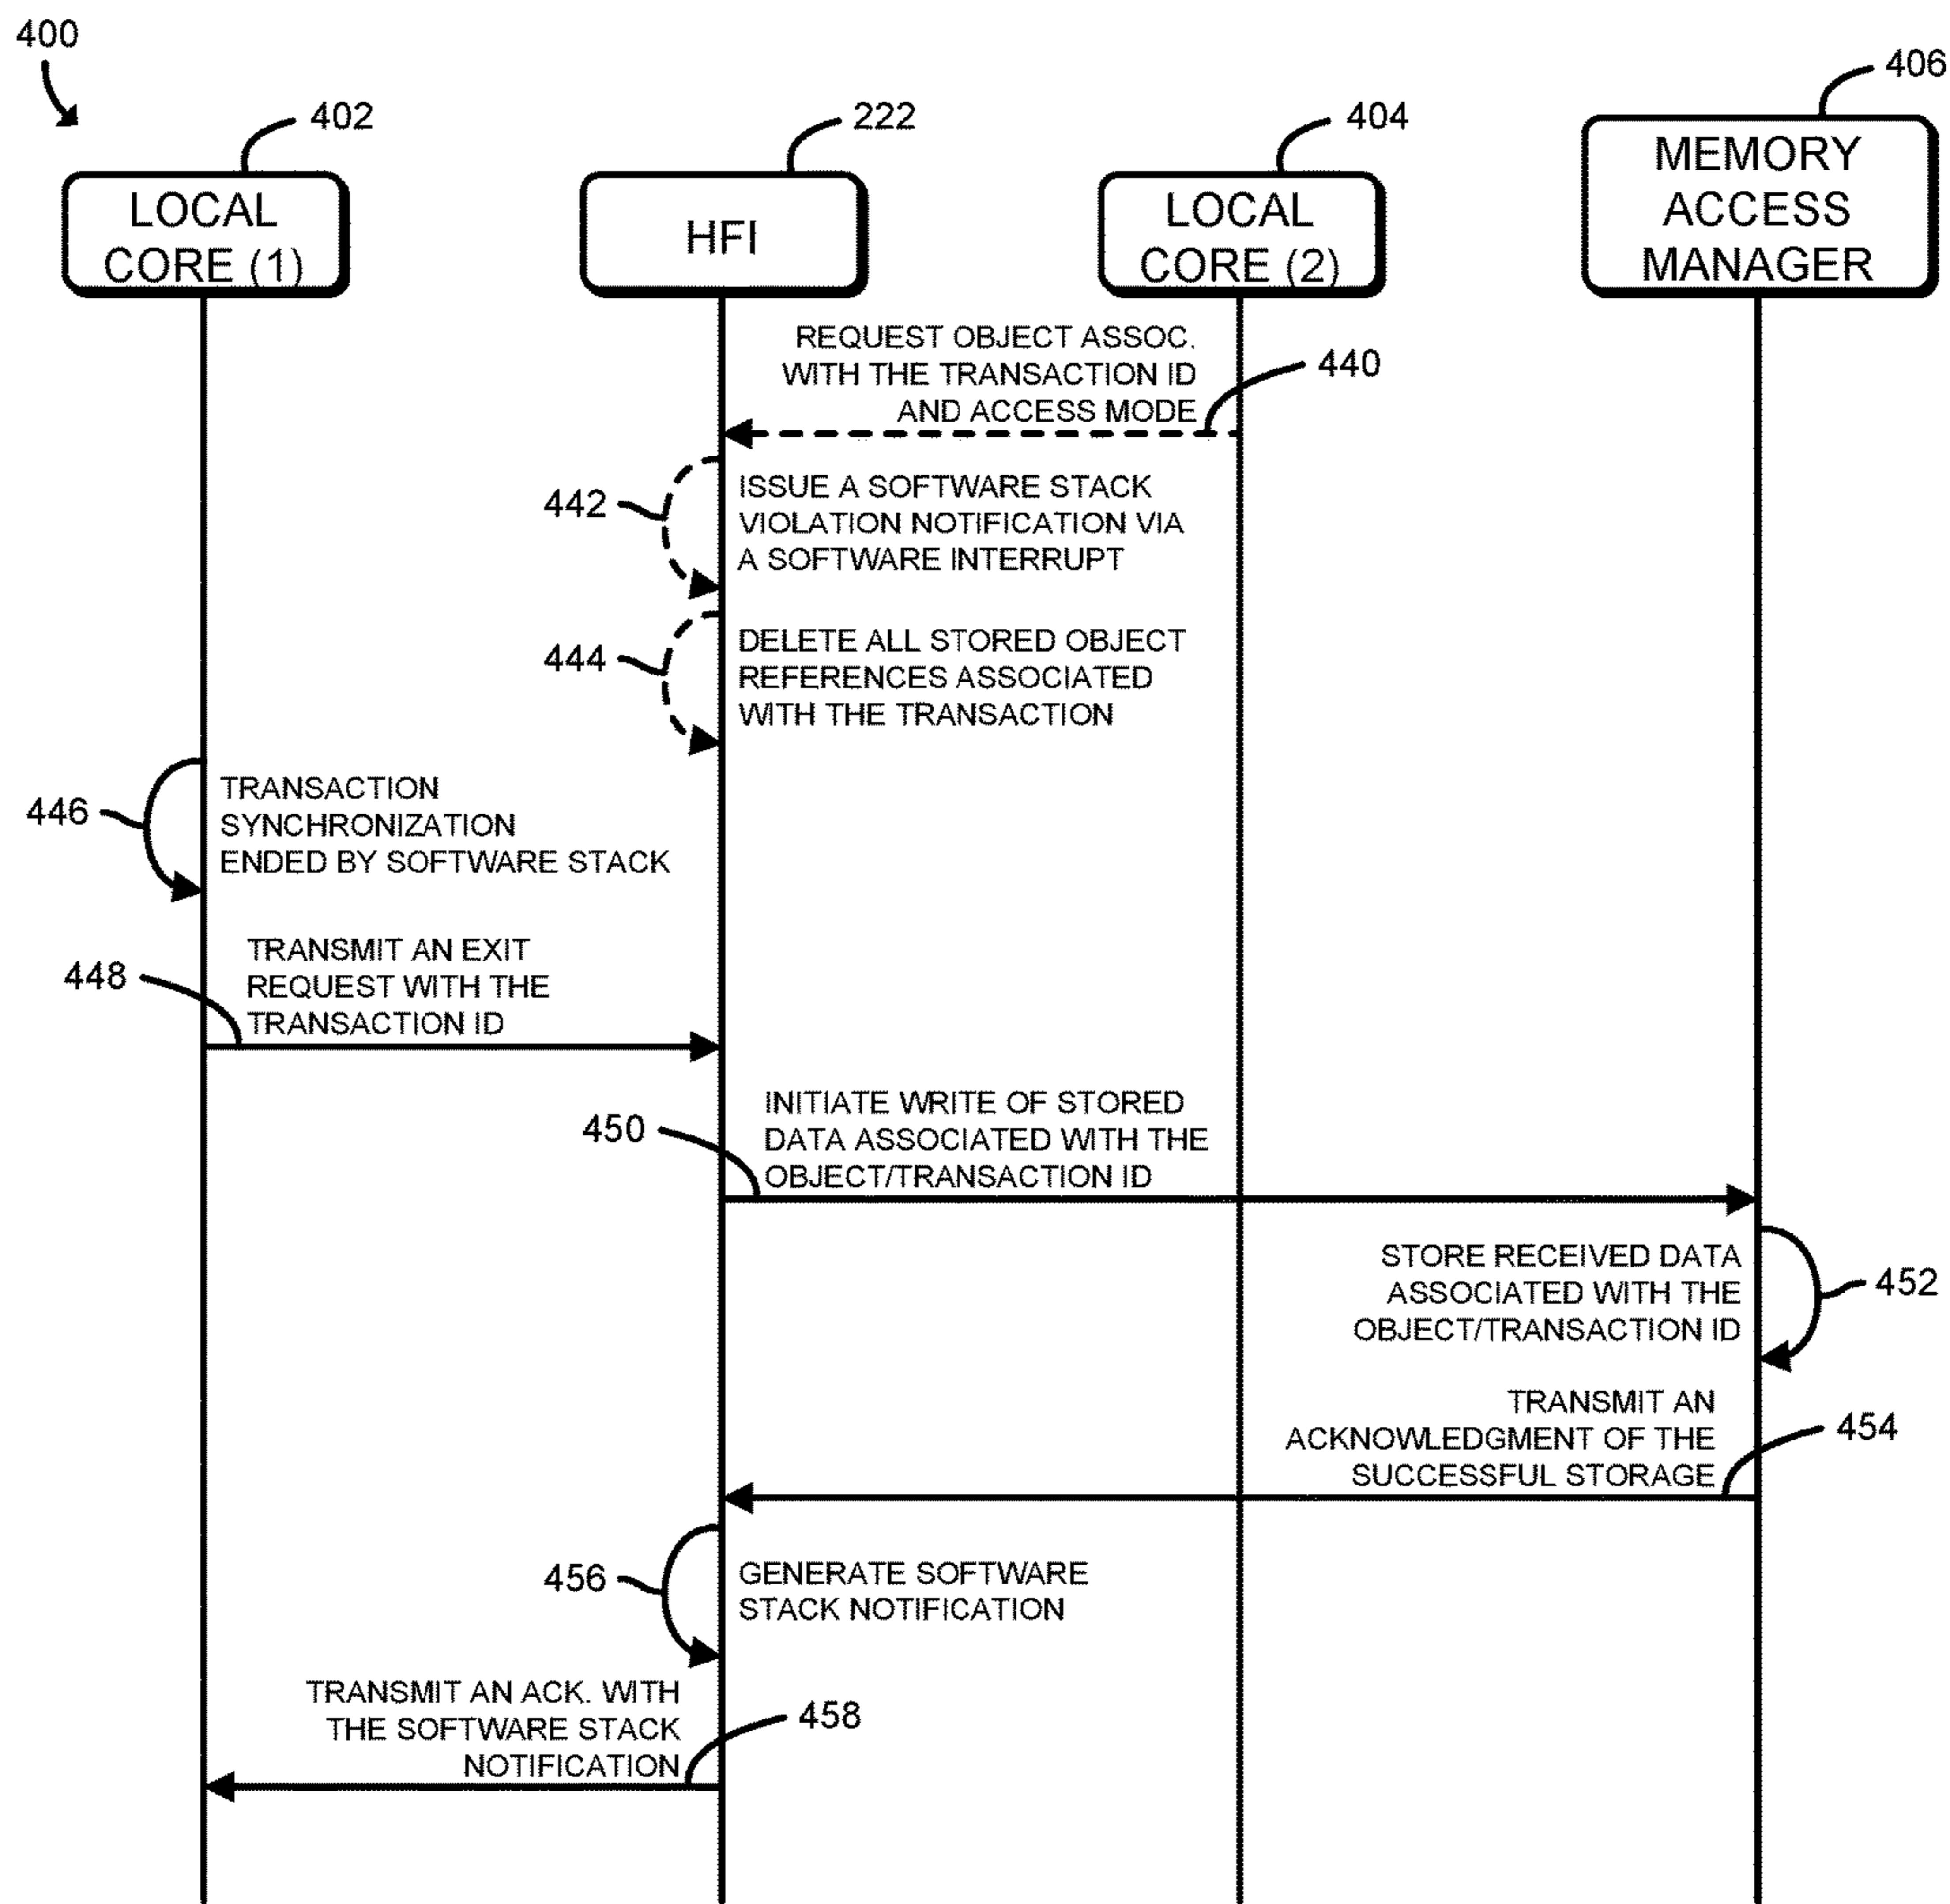 400
402
222
404
406
LOCAL
CORE (1)
HFI
LOCAL
CORE (2)
MEMORY
ACCESS
MANAGER
REQUEST OBJECT ASSOC.
WITH THE TRANSACTION ID
AND ACCESS MODE
440
442
ISSUE A SOFTWARE STACK
VIOLATION NOTIFICATION VIA
A SOFTWARE INTERRUPT
444
DELETE ALL STORED OBJECT
REFERENCES ASSOCIATED
WITH THE TRANSACTION
446
TRANSACTION
SYNCHRONIZATION
ENDED BY SOFTWARE STACK
448
TRANSMIT AN EXIT
REQUEST WITH THE
TRANSACTION ID
450
INITIATE WRITE OF STORED
DATA ASSOCIATED WITH THE
OBJECT/TRANSACTION ID
STORE RECEIVED DATA
ASSOCIATED WITH THE
OBJECT/TRANSACTION ID
452
TRANSMIT AN
ACKNOWLEDGMENT OF THE
SUCCESSFUL STORAGE
454
456
GENERATE SOFTWARE
STACK NOTIFICATION
TRANSMIT AN ACK. WITH
THE SOFTWARE STACK
NOTIFICATION
458